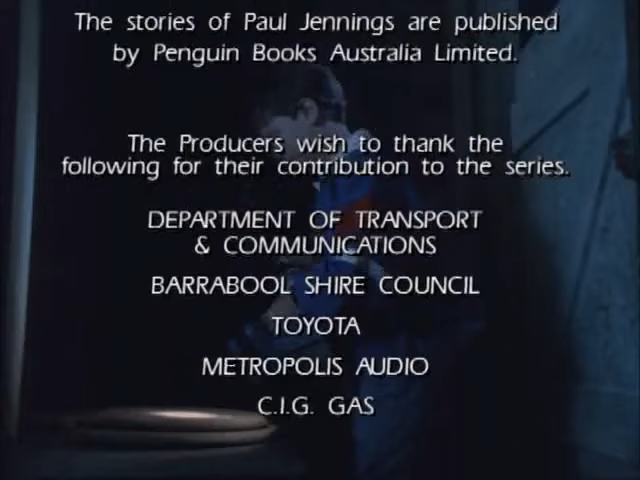 The stories of Paul Jennings are published
by Penguin Books Australia Limited.
The Producers wish to thank the
following for their contribution to the series.
DEPARTMENT OF TRANSPORT
& COMMUNICATIONS
BARRABOOL SHIRE COUNCIL
TOYOTA
METROPOLIS AUDIO
C.I.G. GAS